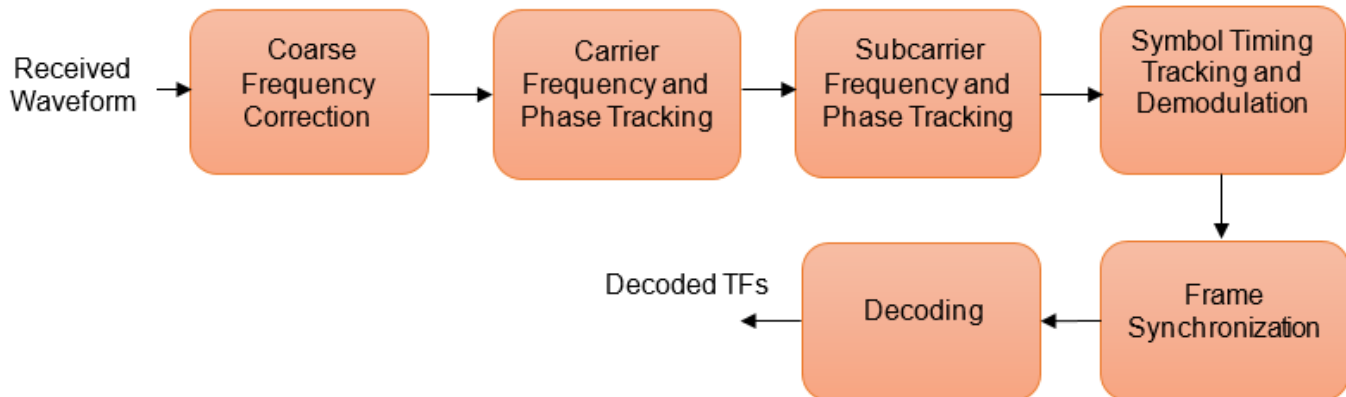 Received
Waveform
Coarse
Frequency
Correction
Carrier
Frequency and
Phase Tracking
Subcarrier
Frequency and
Phase Tracking
Symbol Timing
Tracking and
Demodulation
Frame
Synchronization
Decoding
Decoded TFs